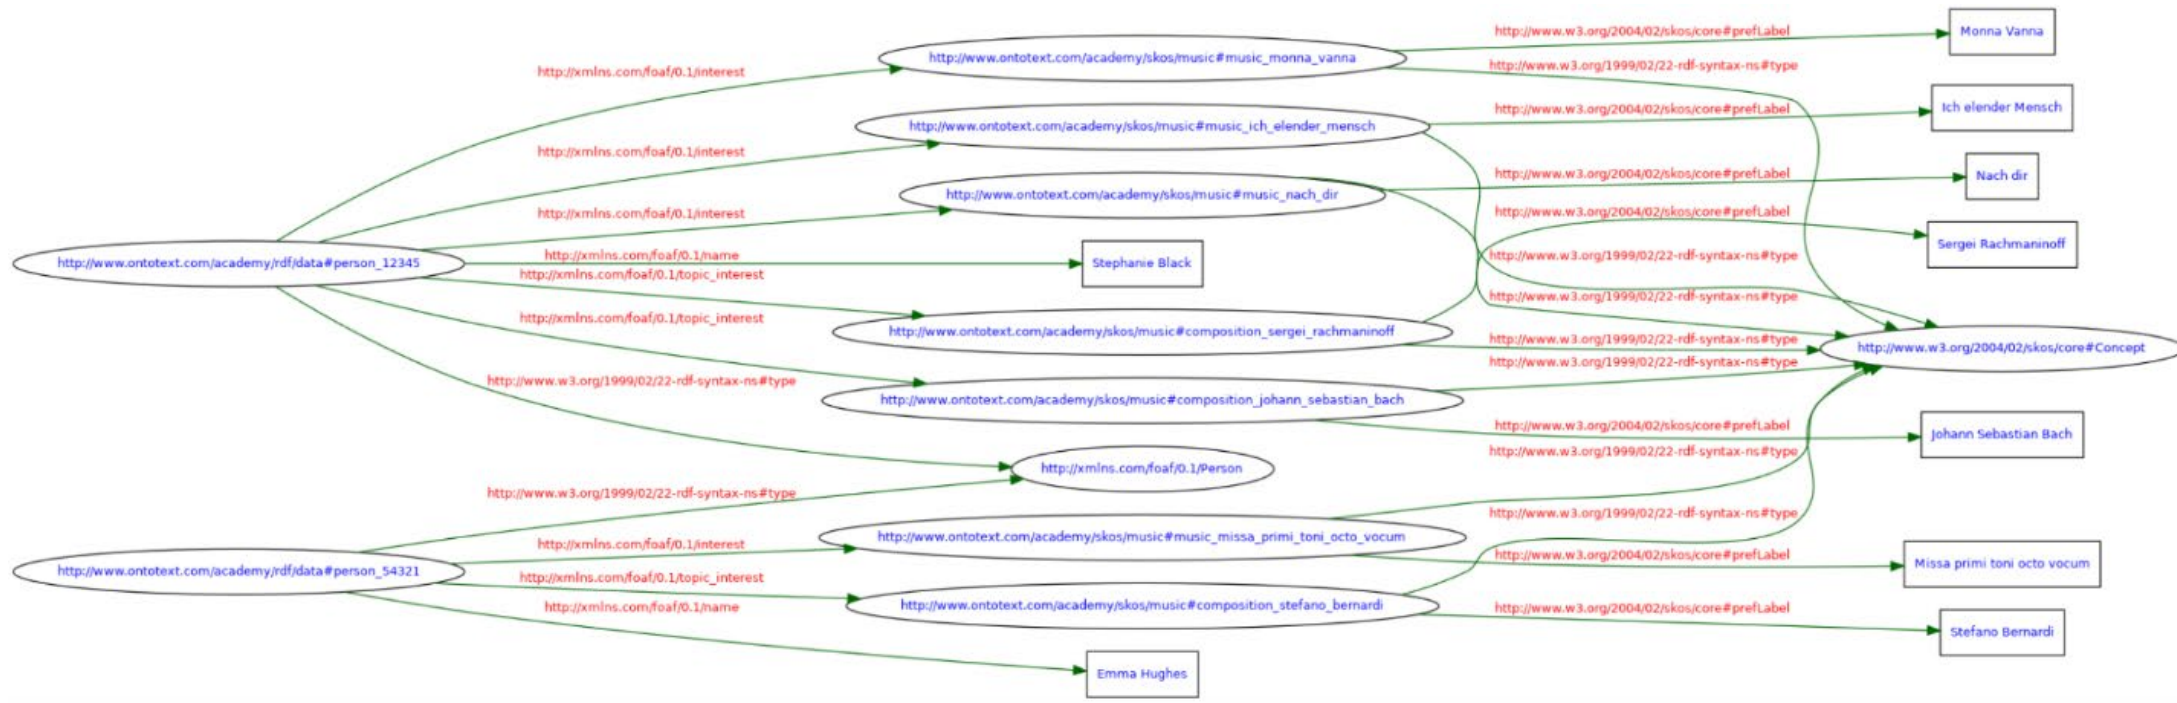 http://www.w3.org/2004/02/skos/core#prefLabel
Monna Vanna
http://www.ontotext.com/academy/skos/music#music_monna_vanna
http://xmlns.com/foaf/0.1/interest
http://www.w3.org/1999/02/22-rdf-syntax-ns#type
http://www.w3.org/2004/02/skos/core#prefLabel
Ich elender Mensch
http://www.ontotext.com/academy/skos/music#music_ich_elender_mensch
http://xmlns.com/foaf/0.1/interest
http://www.w3.org/2004/02/skos/core#prefLabel
Nach dir
http://www.ontotext.com/academy/skos/music#music_nach_dir
http://xmlns.com/foaf/0.1/interest
http://www.w3.org/2004/02/skos/core#prefLabel
Sergei Rachmaninoff
http://xmlns.com/foaf/0.1/name
http://www.w3.org/1999/02/22-rdf-syntax-ns#type
http://www.ontotext.com/academy/rdf/data#person_12345
Stephanie Black
http://xmlns.com/foaf/0.1/topic_interest
http://www.w3.org/1999/02/22-rdf-syntax-ns#type
http://xmlns.com/foaf/0.1/topic_interest
http://www.ontotext.com/academy/skos/music#composition_sergei_rachmaninoff
http://www.w3.org/1999/02/22-rdf-syntax-ns#type
http://www.w3.org/2004/02/skos/core#Concept
http://www.w3.org/1999/02/22-rdf-syntax-ns#type
http://www.w3.org/1999/02/22-rdf-syntax-ns#type
http://www.ontotext.com/academy/skos/music#composition_johann_sebastian_bach
http://www.w3.org/2004/02/skos/core#prefLabel
Johann Sebastian Bach
http://www.w3.org/1999/02/22-rdf-syntax-ns#type
http://xmlns.com/foaf/0.1/Person
http://www.w3.org/1999/02/22-rdf-syntax-ns#type
http://www.w3.org/1999/02/22-rdf-syntax-ns#type
http://www.ontotext.com/academy/skos/music#music_missa_primi_toni_octo_vocum
http://xmlns.com/foaf/0.1/interest
http://www.w3.org/2004/02/skos/core#prefLabel
Missa primi toni octo vocum
http://www.ontotext.com/academy/rdf/data#person_54321
http://xmlns.com/foaf/0.1/topic_interest
http://www.ontotext.com/academy/skos/music#composition_stefano_bernardi
http://xmlns.com/foaf/0.1/name
http://www.w3.org/2004/02/skos/core#prefLabel
Stefano Bernardi
Emma Hughes